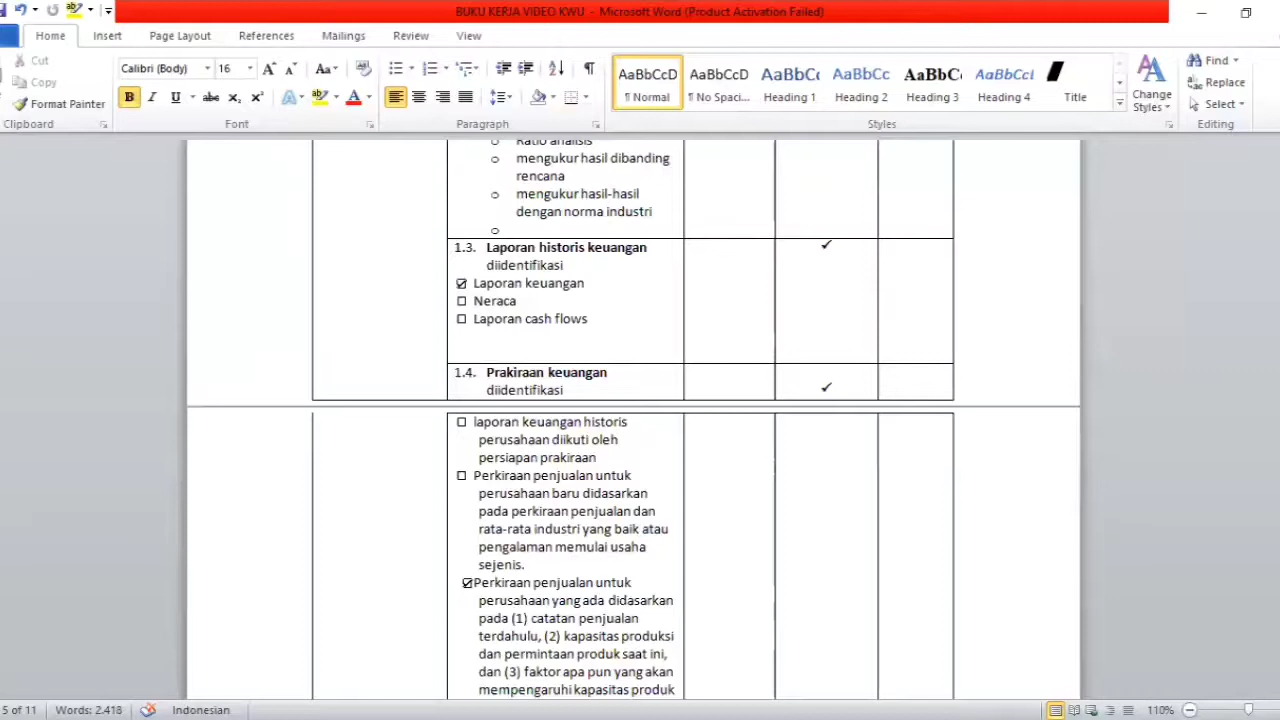 BUKU KERJA VIDEO KWU - Microsoft Word (Product Activation Failed)
Home Insert Page Layout References Mailings Review View
Cut
Copy
Format Painter
Clipboard
Calibri (Body) 16
Font
Paragraph
AaBbCcD AaBbCcD AaBbCc AaBbCc AaBbCc AaBbCcI
¶ Normal ¶ No Spaci... Heading 1 Heading 2 Heading 3 Heading 4 Title
Change Styles
Styles
Find
Replace
Select
Editing
o Ratio analisis
o mengukur hasil dibanding
rencana
o mengukur hasil-hasil
dengan norma industri
o
1.3. Laporan historis keuangan ✓
diidentifikasi
☑ Laporan keuangan
☐ Neraca
☐ Laporan cash flows
1.4. Prakiraan keuangan
diidentifikasi ✓
☐ laporan keuangan historis
perusahaan diikuti oleh
persiapan prakiraan
☐ Perkiraan penjualan untuk
perusahaan baru didasarkan
pada perkiraan penjualan dan
rata-rata industri yang baik atau
pengalaman memulai usaha
sejenis.
☑Perkiraan penjualan untuk
perusahaan yang ada didasarkan
pada (1) catatan penjualan
terdahulu, (2) kapasitas produksi
dan permintaan produk saat ini,
dan (3) faktor apa pun yang akan
mempengaruhi kapasitas produk
5 of 11 Words: 2.418 Indonesian 110%